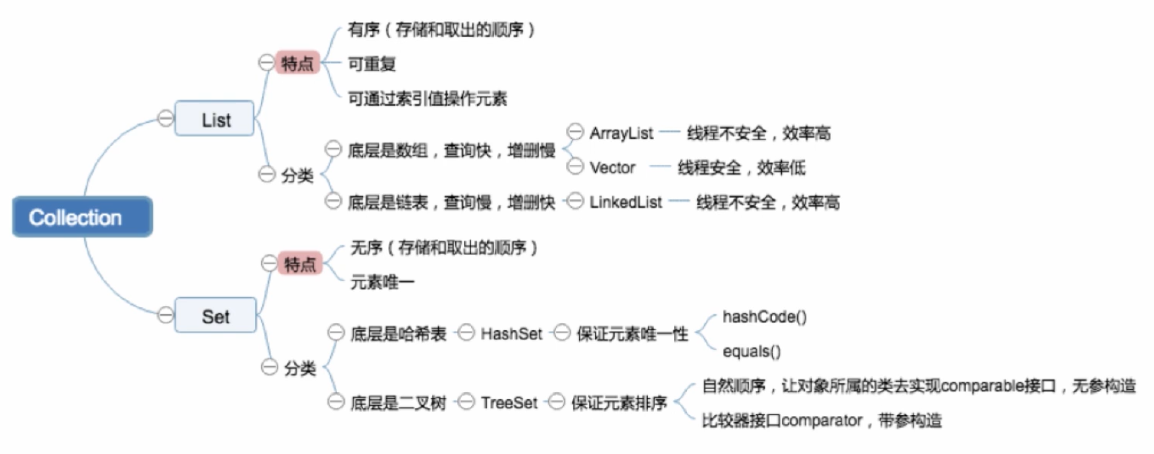 Collection
List
特点
有序（存储和取出的顺序）
可重复
可通过索引值操作元素
分类
底层是数组，查询快，增删慢
ArrayList
线程不安全，效率高
Vector
线程安全，效率低
底层是链表，查询慢，增删快
LinkedList
线程不安全，效率高
Set
特点
无序（存储和取出的顺序）
元素唯一
分类
底层是哈希表
HashSet
保证元素唯一性
hashCode()
equals()
底层是二叉树
TreeSet
保证元素排序
自然顺序，让对象所属的类去实现comparable接口，无参构造
比较器接口comparator，带参构造